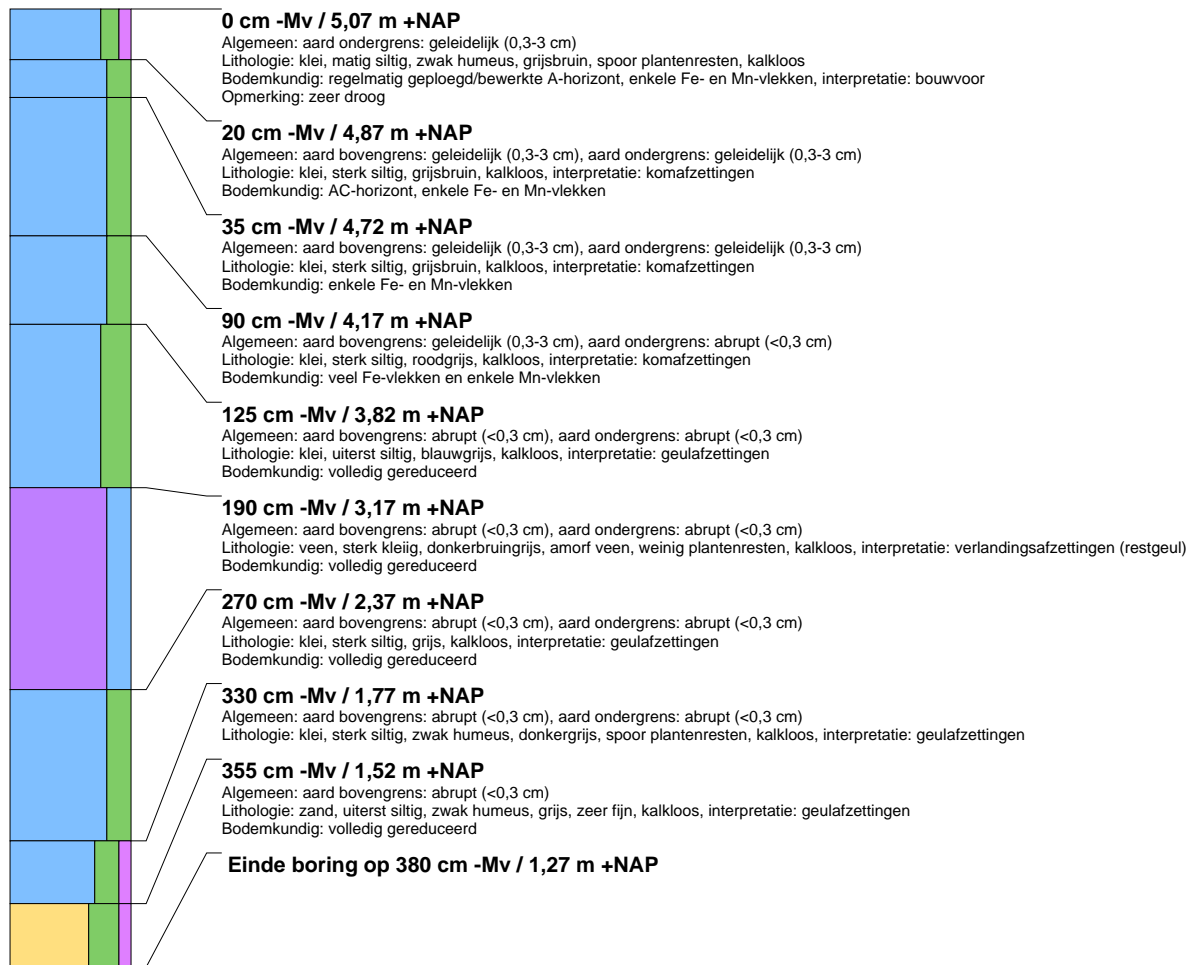 0 cm -Mv / 5,07 m +NAP
Algemeen: aard ondergrens: geleidelijk (0,3-3 cm)
Lithologie: klei, matig siltig, zwak humeus, grijsbruin, spoor plantenresten, kalkloos
Bodemkundig: regelmatig geploegd/bewerkte A-horizont, enkele Fe- en Mn-vlekken, interpretatie: bouwvoor
Opmerking: zeer droog
20 cm -Mv / 4,87 m +NAP
Algemeen: aard bovengrens: geleidelijk (0,3-3 cm), aard ondergrens: geleidelijk (0,3-3 cm)
Lithologie: klei, sterk siltig, grijsbruin, kalkloos, interpretatie: komafzettingen
Bodemkundig: AC-horizont, enkele Fe- en Mn-vlekken
35 cm -Mv / 4,72 m +NAP
Algemeen: aard bovengrens: geleidelijk (0,3-3 cm), aard ondergrens: geleidelijk (0,3-3 cm)
Lithologie: klei, sterk siltig, grijsbruin, kalkloos, interpretatie: komafzettingen
Bodemkundig: enkele Fe- en Mn-vlekken
90 cm -Mv / 4,17 m +NAP
Algemeen: aard bovengrens: geleidelijk (0,3-3 cm), aard ondergrens: abrupt (<0,3 cm)
Lithologie: klei, sterk siltig, roodgrijs, kalkloos, interpretatie: komafzettingen
Bodemkundig: veel Fe-vlekken en enkele Mn-vlekken
125 cm -Mv / 3,82 m +NAP
Algemeen: aard bovengrens: abrupt (<0,3 cm), aard ondergrens: abrupt (<0,3 cm)
Lithologie: klei, uiterst siltig, blauwgrijs, kalkloos, interpretatie: geulafzettingen
Bodemkundig: volledig gereduceerd
190 cm -Mv / 3,17 m +NAP
Algemeen: aard bovengrens: abrupt (<0,3 cm), aard ondergrens: abrupt (<0,3 cm)
Lithologie: veen, sterk kleiig, donkerbruingrijs, amorf veen, weinig plantenresten, kalkloos, interpretatie: verlandingsafzettingen (restgeul)
Bodemkundig: volledig gereduceerd
270 cm -Mv / 2,37 m +NAP
Algemeen: aard bovengrens: abrupt (<0,3 cm), aard ondergrens: abrupt (<0,3 cm)
Lithologie: klei, sterk siltig, grijs, kalkloos, interpretatie: geulafzettingen
Bodemkundig: volledig gereduceerd
330 cm -Mv / 1,77 m +NAP
Algemeen: aard bovengrens: abrupt (<0,3 cm), aard ondergrens: abrupt (<0,3 cm)
Lithologie: klei, sterk siltig, zwak humeus, donkergrijs, spoor plantenresten, kalkloos, interpretatie: geulafzettingen
355 cm -Mv / 1,52 m +NAP
Algemeen: aard bovengrens: abrupt (<0,3 cm)
Lithologie: zand, uiterst siltig, zwak humeus, grijs, zeer fijn, kalkloos, interpretatie: geulafzettingen
Bodemkundig: volledig gereduceerd
Einde boring op 380 cm -Mv / 1,27 m +NAP